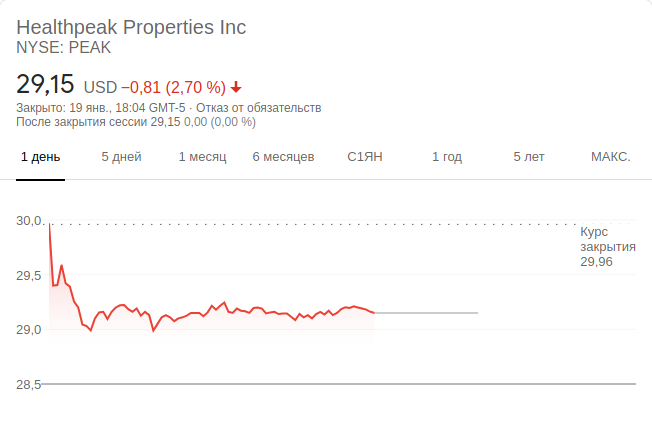 Healthpeak Properties Inc
NYSE: PEAK
29,15 USD −0,81 (2,70 %)
Закрыто: 19 янв., 18:04 GMT-5 · Отказ от обязательств
После закрытия сессии 29,15 0,00 (0,00 %)
1 день 5 дней 1 месяц 6 месяцев С1ЯН 1 год 5 лет МАКС.
30,0
Курс
закрытия
29,96
29,5
29,0
28,5